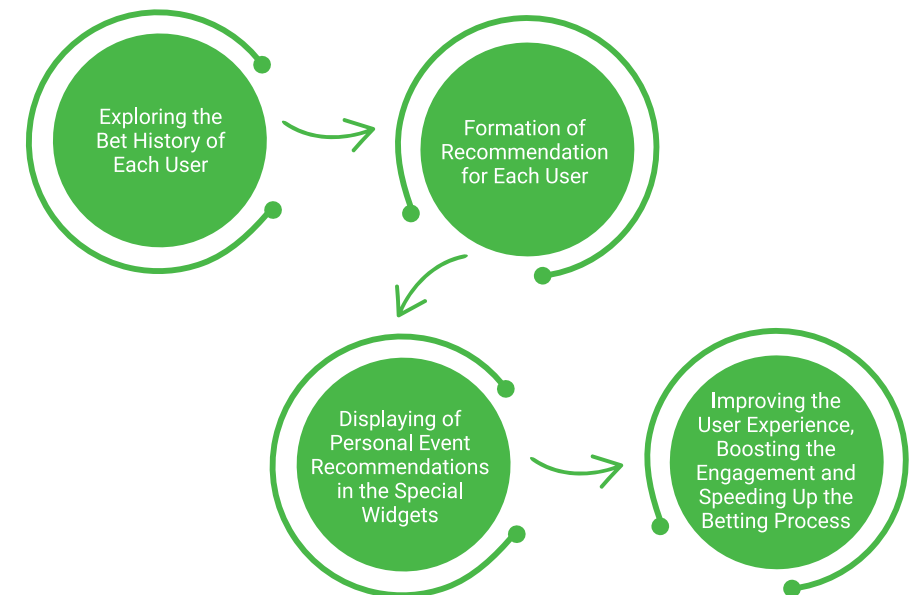 Exploring the
Bet History of
Each User
Formation of
Recommendation
for Each User
Displaying of
Personal Event
Recommendations
in the Special
Widgets
Improving the
User Experience,
Boosting the
Engagement and
Speeding Up the
Betting Process